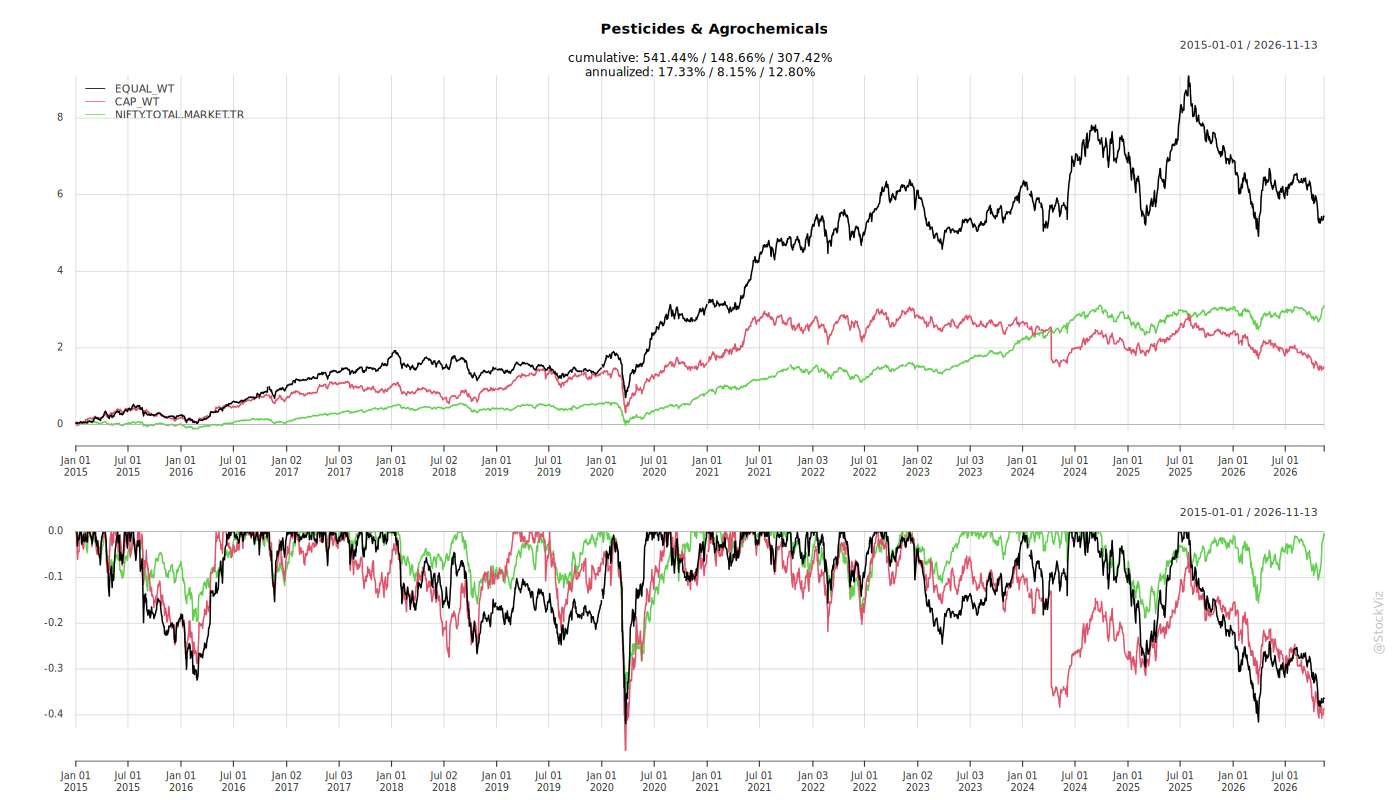 Pesticides & Agrochemicals
2015-01-01 / 2026-11-13
cumulative: 541.44% / 148.66% / 307.42%
annualized: 17.33% / 8.15% / 12.80%
EQUAL_WT
CAP_WT
NIFTY.TOTAL.MARKET.TR
8
6
4
2
0
Jan 01 Jul 01 Jan 01 Jul 01 Jan 02 Jul 03 Jan 01 Jul 02 Jan 01 Jul 01 Jan 01 Jul 01 Jan 01 Jul 01 Jan 03 Jul 01 Jan 02 Jul 03 Jan 01 Jul 01 Jan 01 Jul 01 Jan 01 Jul 01
2015 2015 2016 2016 2017 2017 2018 2018 2019 2019 2020 2020 2021 2021 2022 2022 2023 2023 2024 2024 2025 2025 2026 2026
2015-01-01 / 2026-11-13
0.0
-0.1
-0.2
-0.3
-0.4
Jan 01 Jul 01 Jan 01 Jul 01 Jan 02 Jul 03 Jan 01 Jul 02 Jan 01 Jul 01 Jan 01 Jul 01 Jan 01 Jul 01 Jan 03 Jul 01 Jan 02 Jul 03 Jan 01 Jul 01 Jan 01 Jul 01 Jan 01 Jul 01
2015 2015 2016 2016 2017 2017 2018 2018 2019 2019 2020 2020 2021 2021 2022 2022 2023 2023 2024 2024 2025 2025 2026 2026
@StockViz